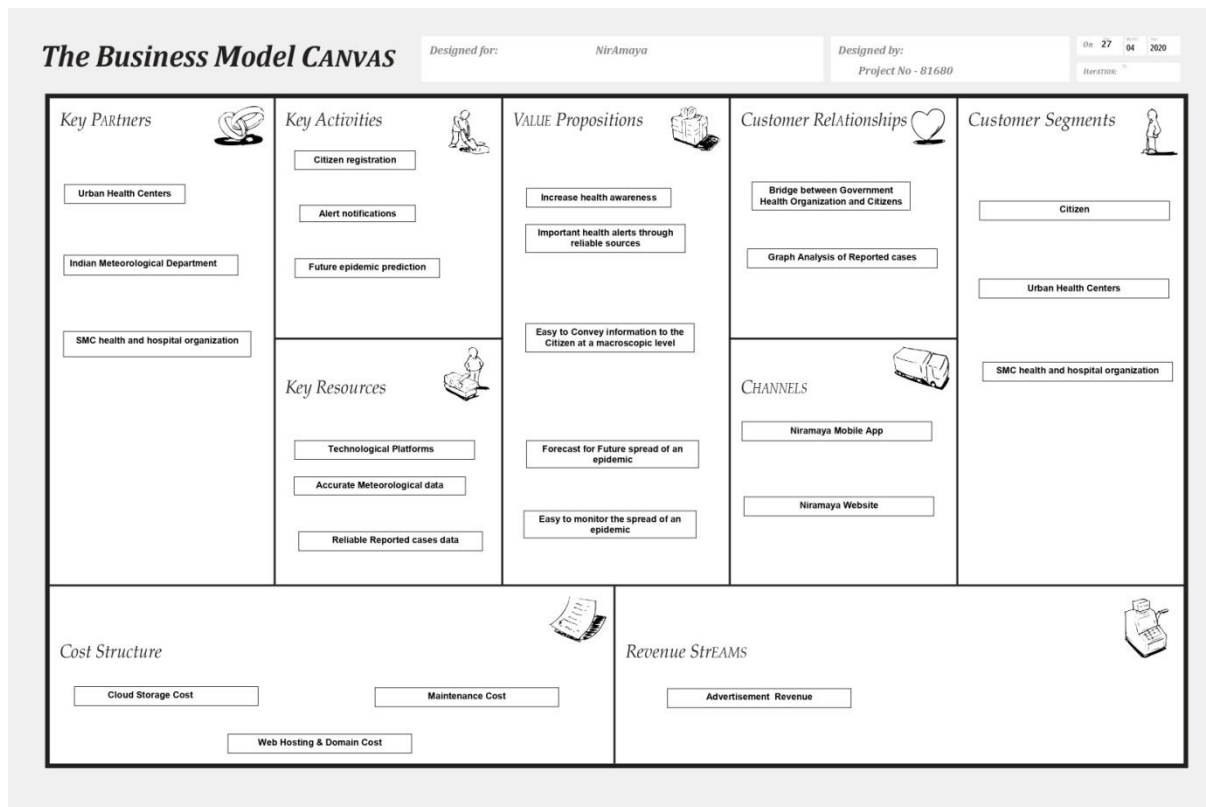 The Business Model CANVAS
Designed for:
NirAmaya
Designed by:
Project No - 81680
On 27 04 2020
Iteration:
Key PARtners
Urban Health Centers
Indian Meteorological Department
SMC health and hospital organization
Key Activities
Citizen registration
Alert notifications
Future epidemic prediction
Key Resources
Technological Platforms
Accurate Meteorological data
Reliable Reported cases data
VALUE Propositions
Increase health awareness
Important health alerts through
reliable sources
Easy to Convey information to the
Citizen at a macroscopic level
Forecast for Future spread of an
epidemic
Easy to monitor the spread of an
epidemic
Customer RelAtionships
Bridge between Government
Health Organization and Citizens
Graph Analysis of Reported cases
CHANNELS
Niramaya Mobile App
Niramaya Website
Customer Segments
Citizen
Urban Health Centers
SMC health and hospital organization
Cost Structure
Cloud Storage Cost
Maintenance Cost
Web Hosting & Domain Cost
Revenue StrEAMS
Advertisement Revenue